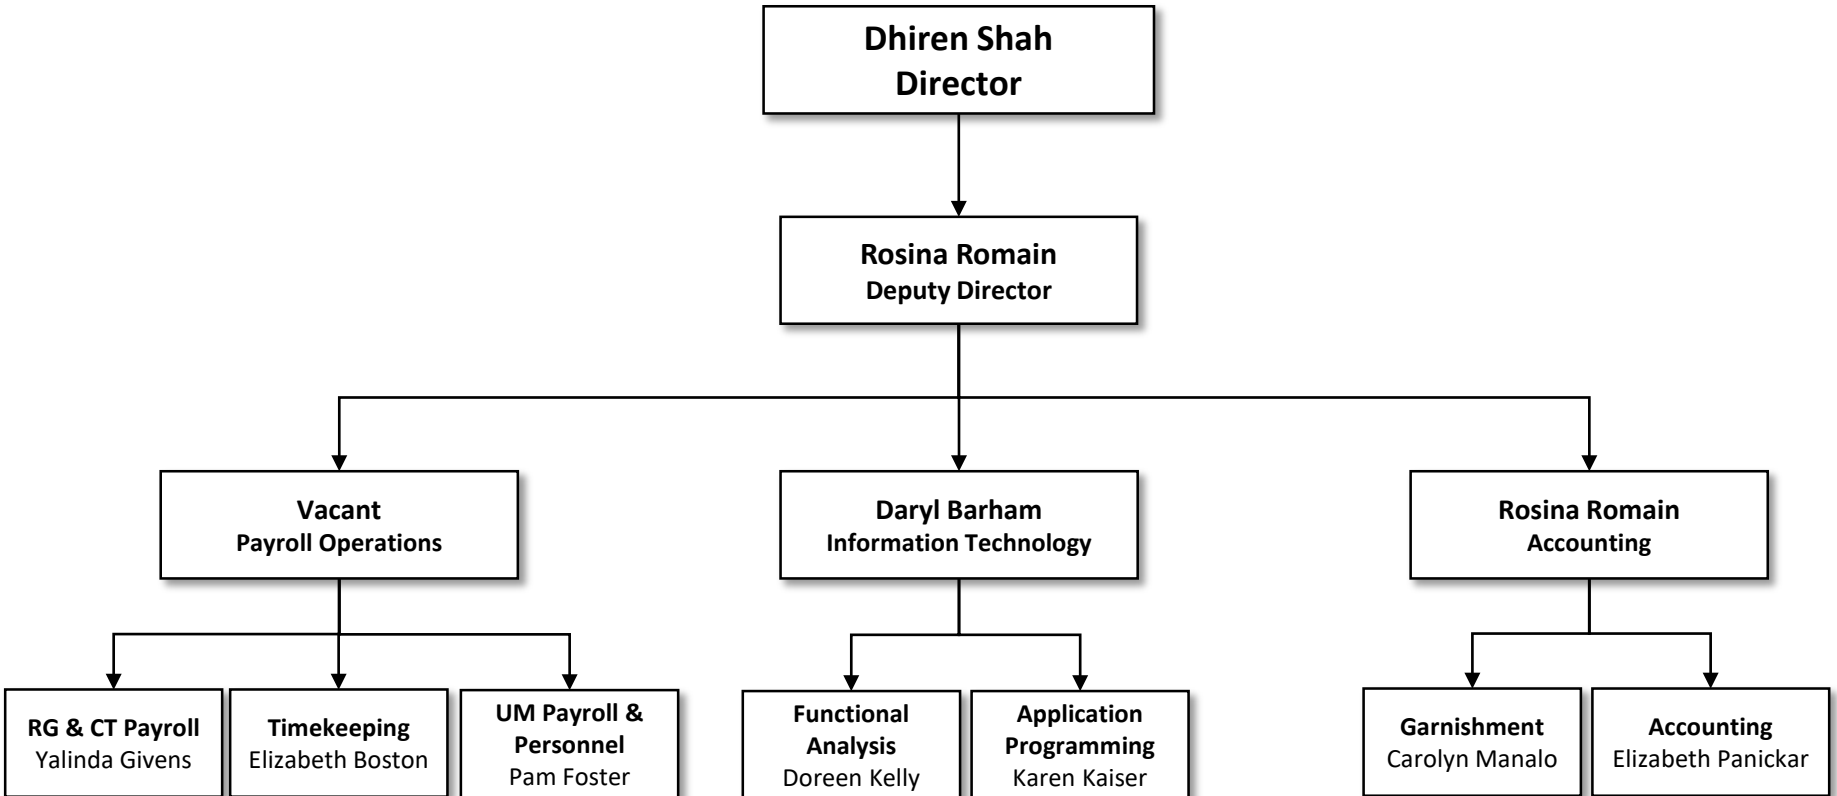 Dhiren Shah
Director
Rosina Romain
Deputy Director
Vacant
Payroll Operations
Daryl Barham
Information Technology
Rosina Romain
Accounting
RG & CT Payroll
Yalinda Givens
Timekeeping
Elizabeth Boston
UM Payroll &
Personnel
Pam Foster
Functional
Analysis
Doreen Kelly
Application
Programming
Karen Kaiser
Garnishment
Carolyn Manalo
Accounting
Elizabeth Panickar